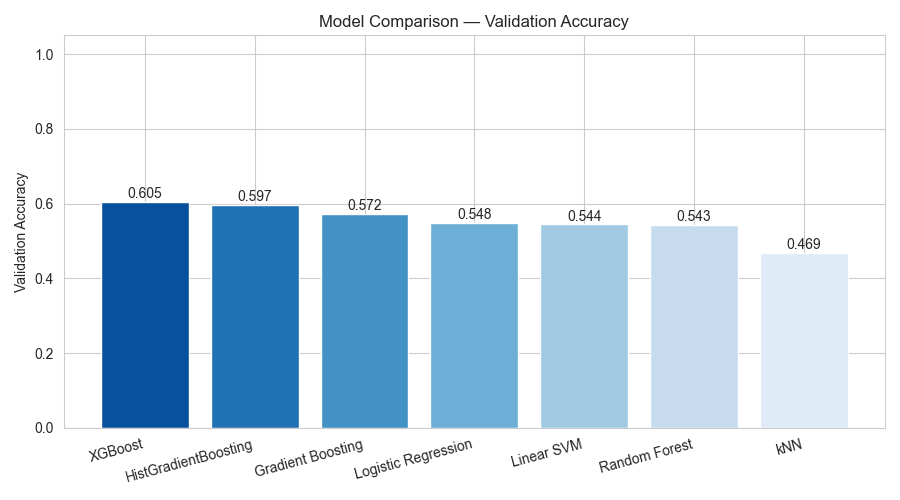 Model Comparison — Validation Accuracy
Validation Accuracy
1.0
0.8
0.6
0.4
0.2
0.0
0.605
0.597
0.572
0.548
0.544
0.543
0.469
XGBoost
HistGradientBoosting
Gradient Boosting
Logistic Regression
Linear SVM
Random Forest
kNN